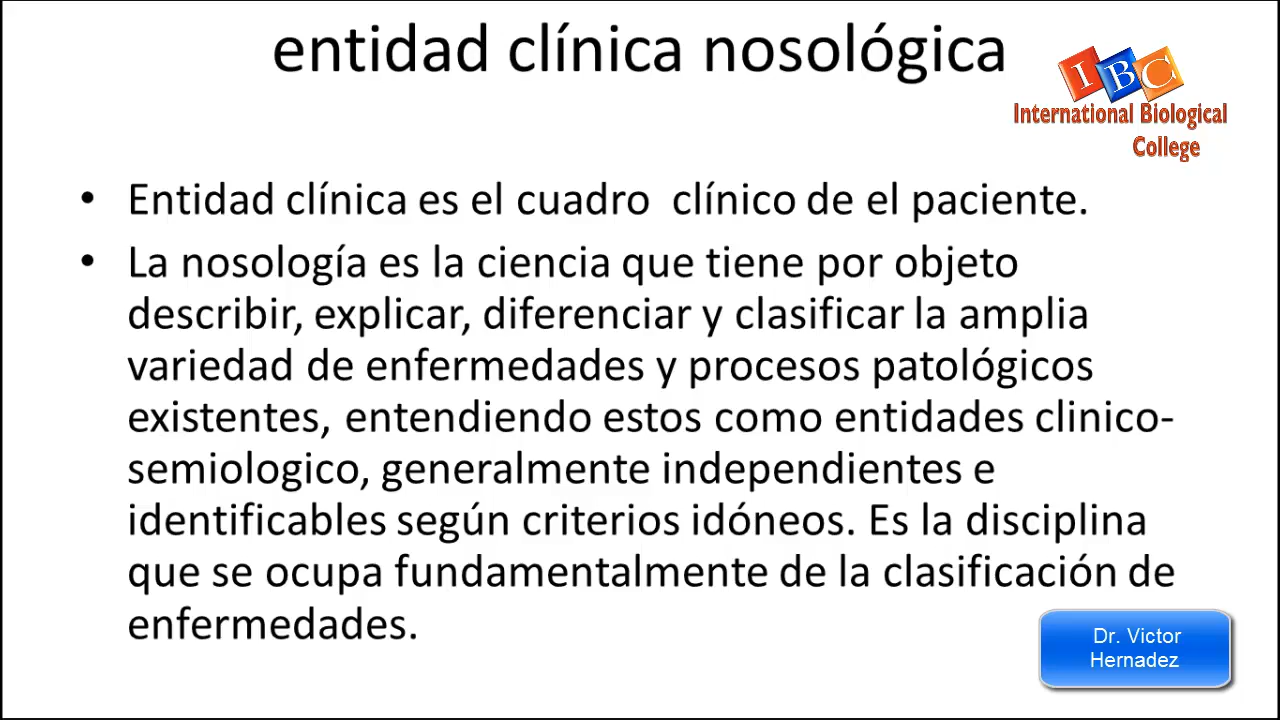 entidad clínica nosológica
IBC
International Biological
College
• Entidad clínica es el cuadro clínico de el paciente.
• La nosología es la ciencia que tiene por objeto
describir, explicar, diferenciar y clasificar la amplia
variedad de enfermedades y procesos patológicos
existentes, entendiendo estos como entidades clinico-
semiologico, generalmente independientes e
identificables según criterios idóneos. Es la disciplina
que se ocupa fundamentalmente de la clasificación de
enfermedades.
Dr. Victor
Hernadez